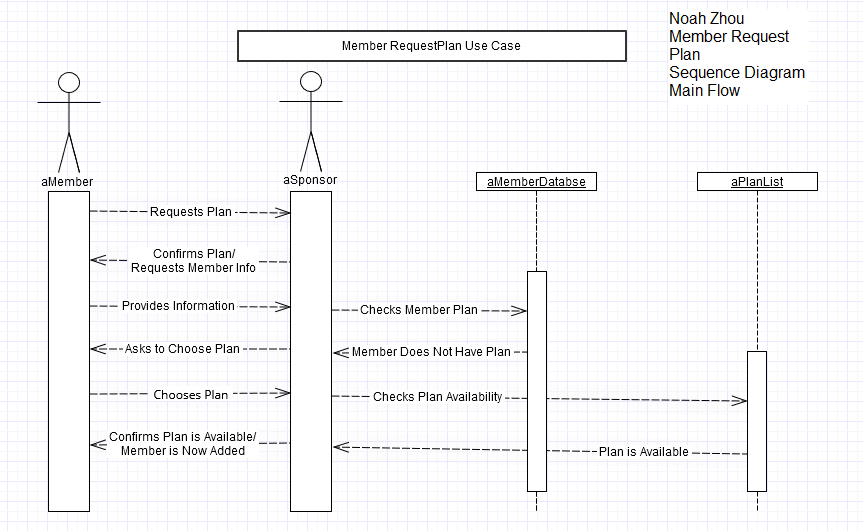 Noah Zhou
Member Request
Plan
Sequence Diagram
Main Flow
Member RequestPlan Use Case
aMember
aSponsor
aMemberDatabse
aPlanList
Requests Plan
Confirms Plan/
Requests Member Info
Provides Information
Checks Member Plan
Asks to Choose Plan
Member Does Not Have Plan
Chooses Plan
Checks Plan Availability
Confirms Plan is Available/
Member is Now Added
Plan is Available